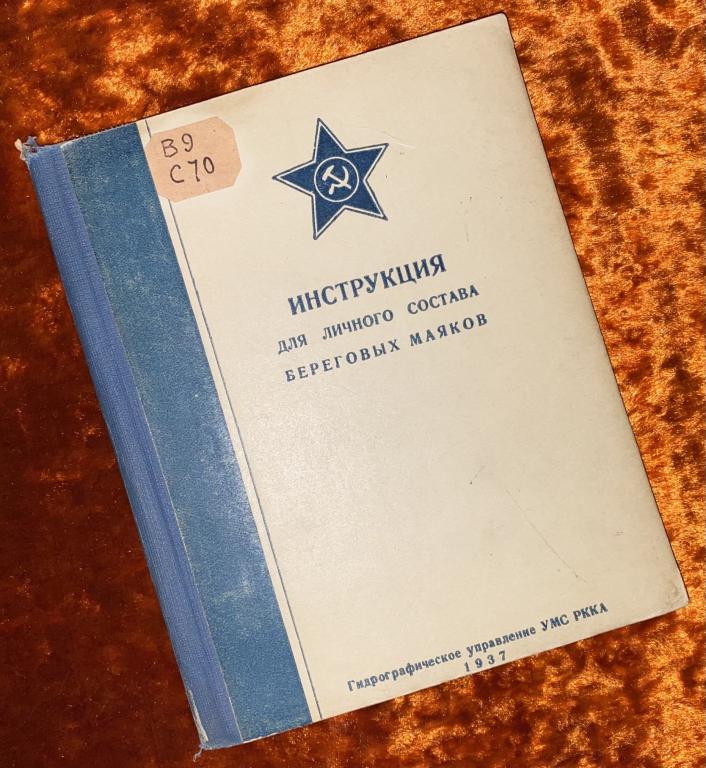 В9
С70
ИНСТРУКЦИЯ
ДЛЯ ЛИЧНОГО СОСТАВА
БЕРЕГОВЫХ МАЯКОВ
Гидрографическое управление УМС РККА
1937